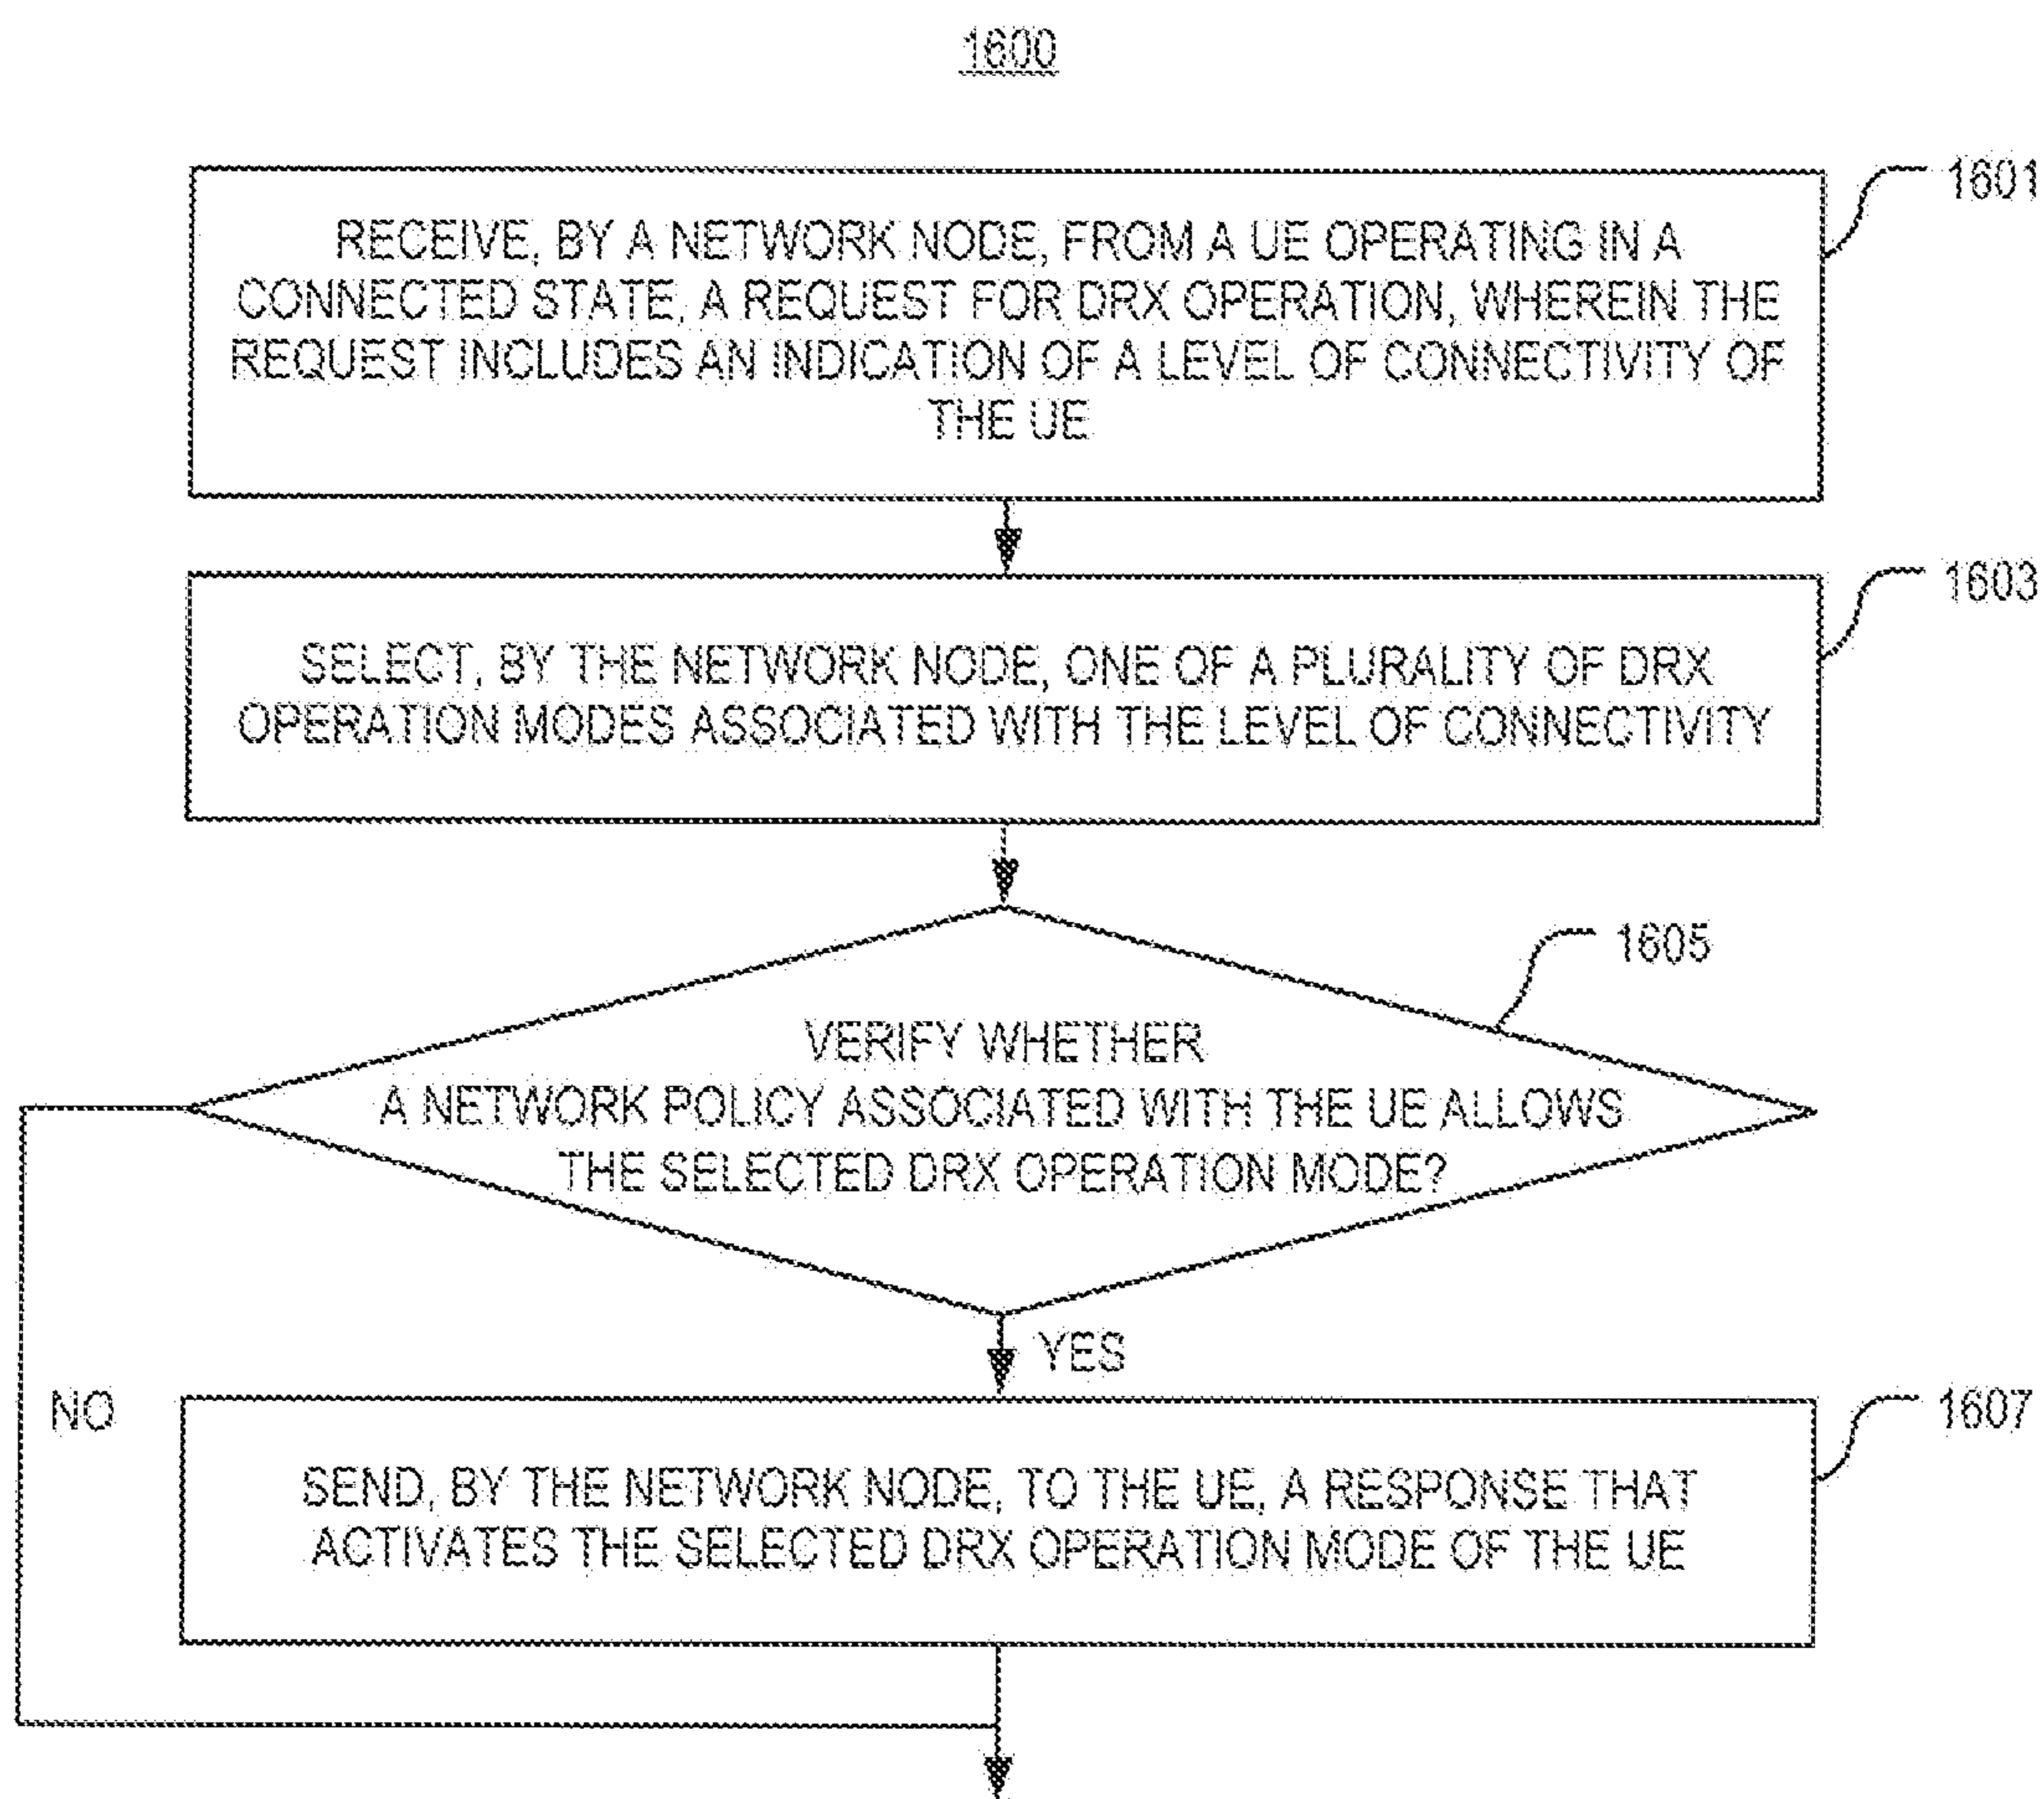 1600
1601
RECEIVE, BY A NETWORK NODE, FROM A UE OPERATING IN A
CONNECTED STATE, A REQUEST FOR DRX OPERATION, WHEREIN THE
REQUEST INCLUDES AN INDICATION OF A LEVEL OF CONNECTIVITY OF
THE UE
1603
SELECT, BY THE NETWORK NODE, ONE OF A PLURALITY OF DRX
OPERATION MODES ASSOCIATED WITH THE LEVEL OF CONNECTIVITY
1605
VERIFY WHETHER
A NETWORK POLICY ASSOCIATED WITH THE UE ALLOWS
THE SELECTED DRX OPERATION MODE?
YES
NO
1607
SEND, BY THE NETWORK NODE, TO THE UE, A RESPONSE THAT
ACTIVATES THE SELECTED DRX OPERATION MODE OF THE UE